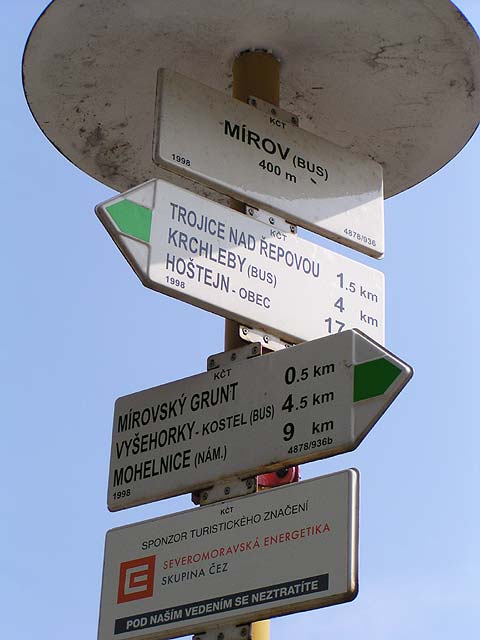 KČT
MÍROV (BUS)
400 m
1998
4878/936
KČT
TROJICE NAD ŘEPOVOU 1.5 km
KRCHLEBY (BUS) 4 km
HOŠTEJN - OBEC 17
1998
KČT
MÍROVSKÝ GRUNT 0.5 km
VYŠEHORKY - KOSTEL (BUS) 4.5 km
MOHELNICE (NÁM.) 9 km
1998 4878/936b
KČT
SPONZOR TURISTICKÉHO ZNAČENÍ
SEVEROMORAVSKÁ ENERGETIKA
SKUPINA ČEZ
POD NAŠÍM VEDENÍM SE NEZTRATÍTE